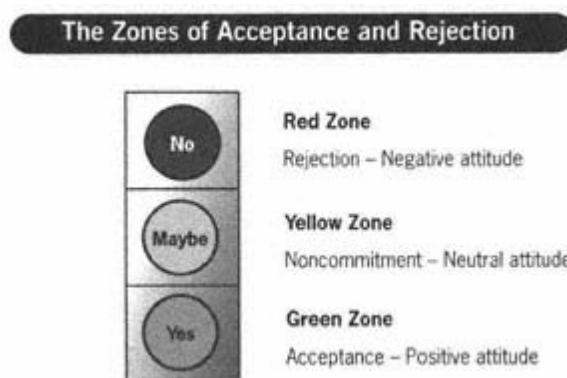 The Zones of Acceptance and Rejection
No
Red Zone
Rejection – Negative attitude
Maybe
Yellow Zone
Noncommitment – Neutral attitude
Yes
Green Zone
Acceptance – Positive attitude